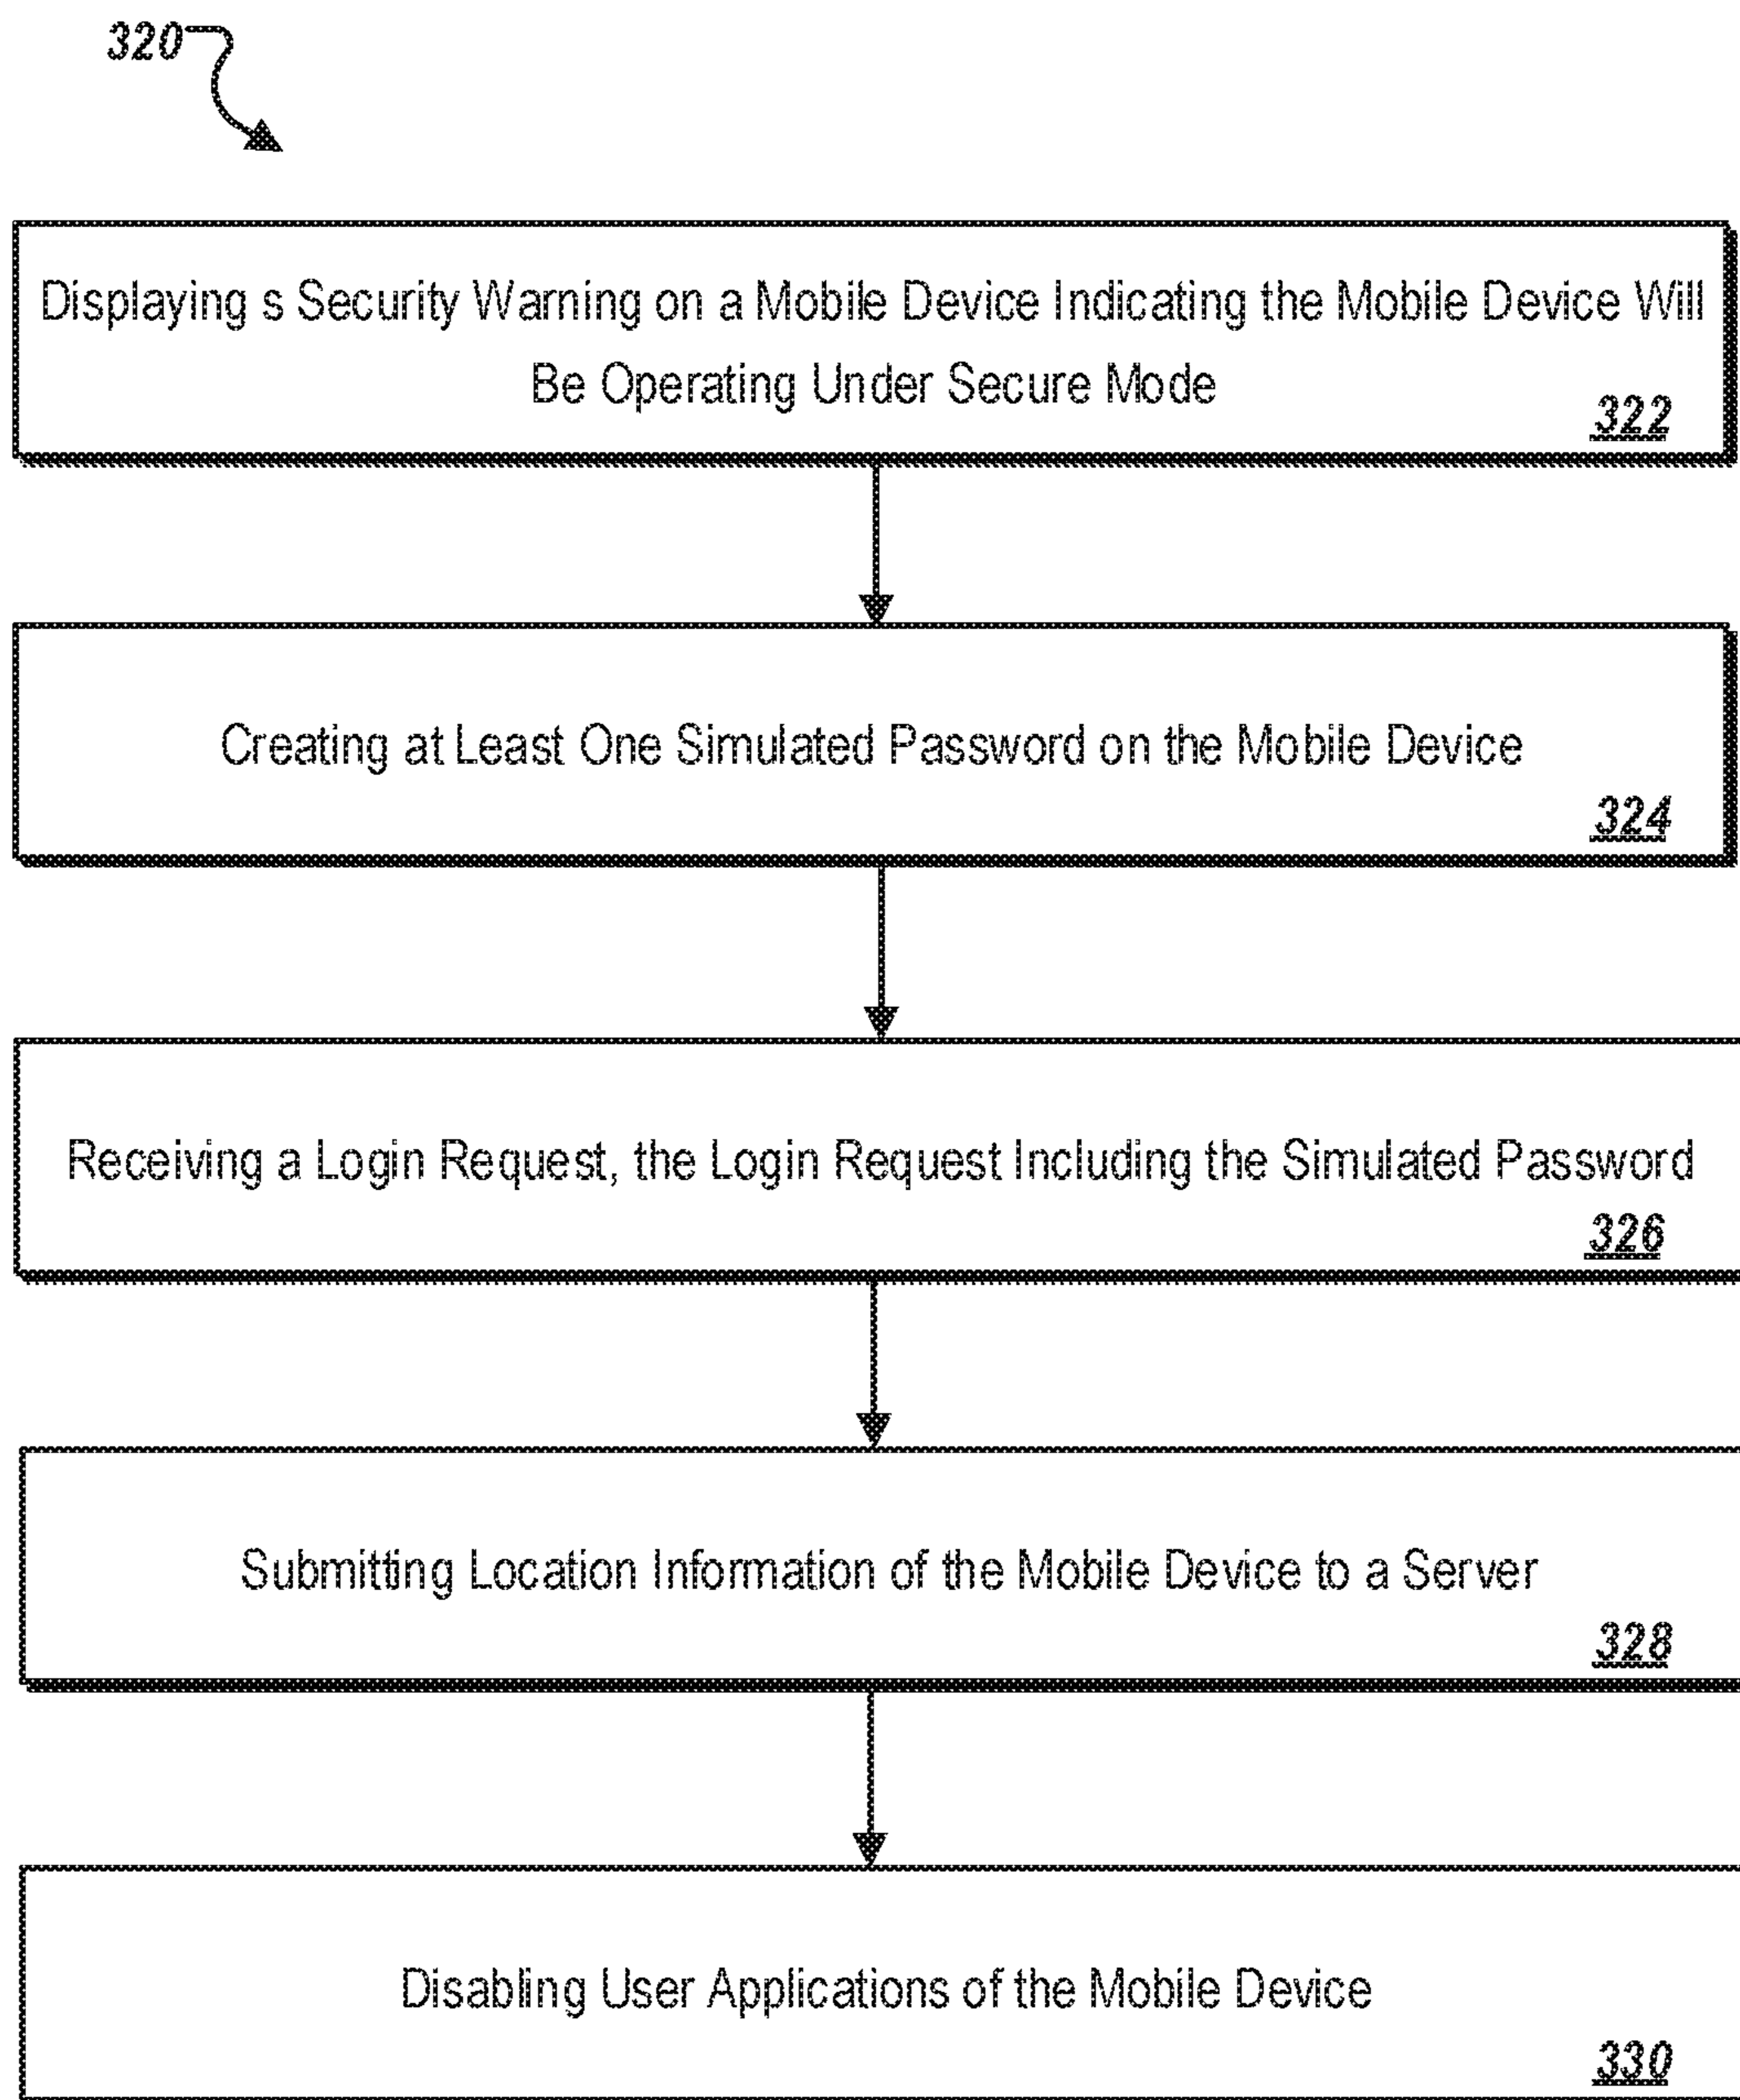 320
Displaying s Security Warning on a Mobile Device Indicating the Mobile Device Will
Be Operating Under Secure Mode
322
Creating at Least One Simulated Password on the Mobile Device
324
Receiving a Login Request, the Login Request Including the Simulated Password
326
Submitting Location Information of the Mobile Device to a Server
328
Disabling User Applications of the Mobile Device
330